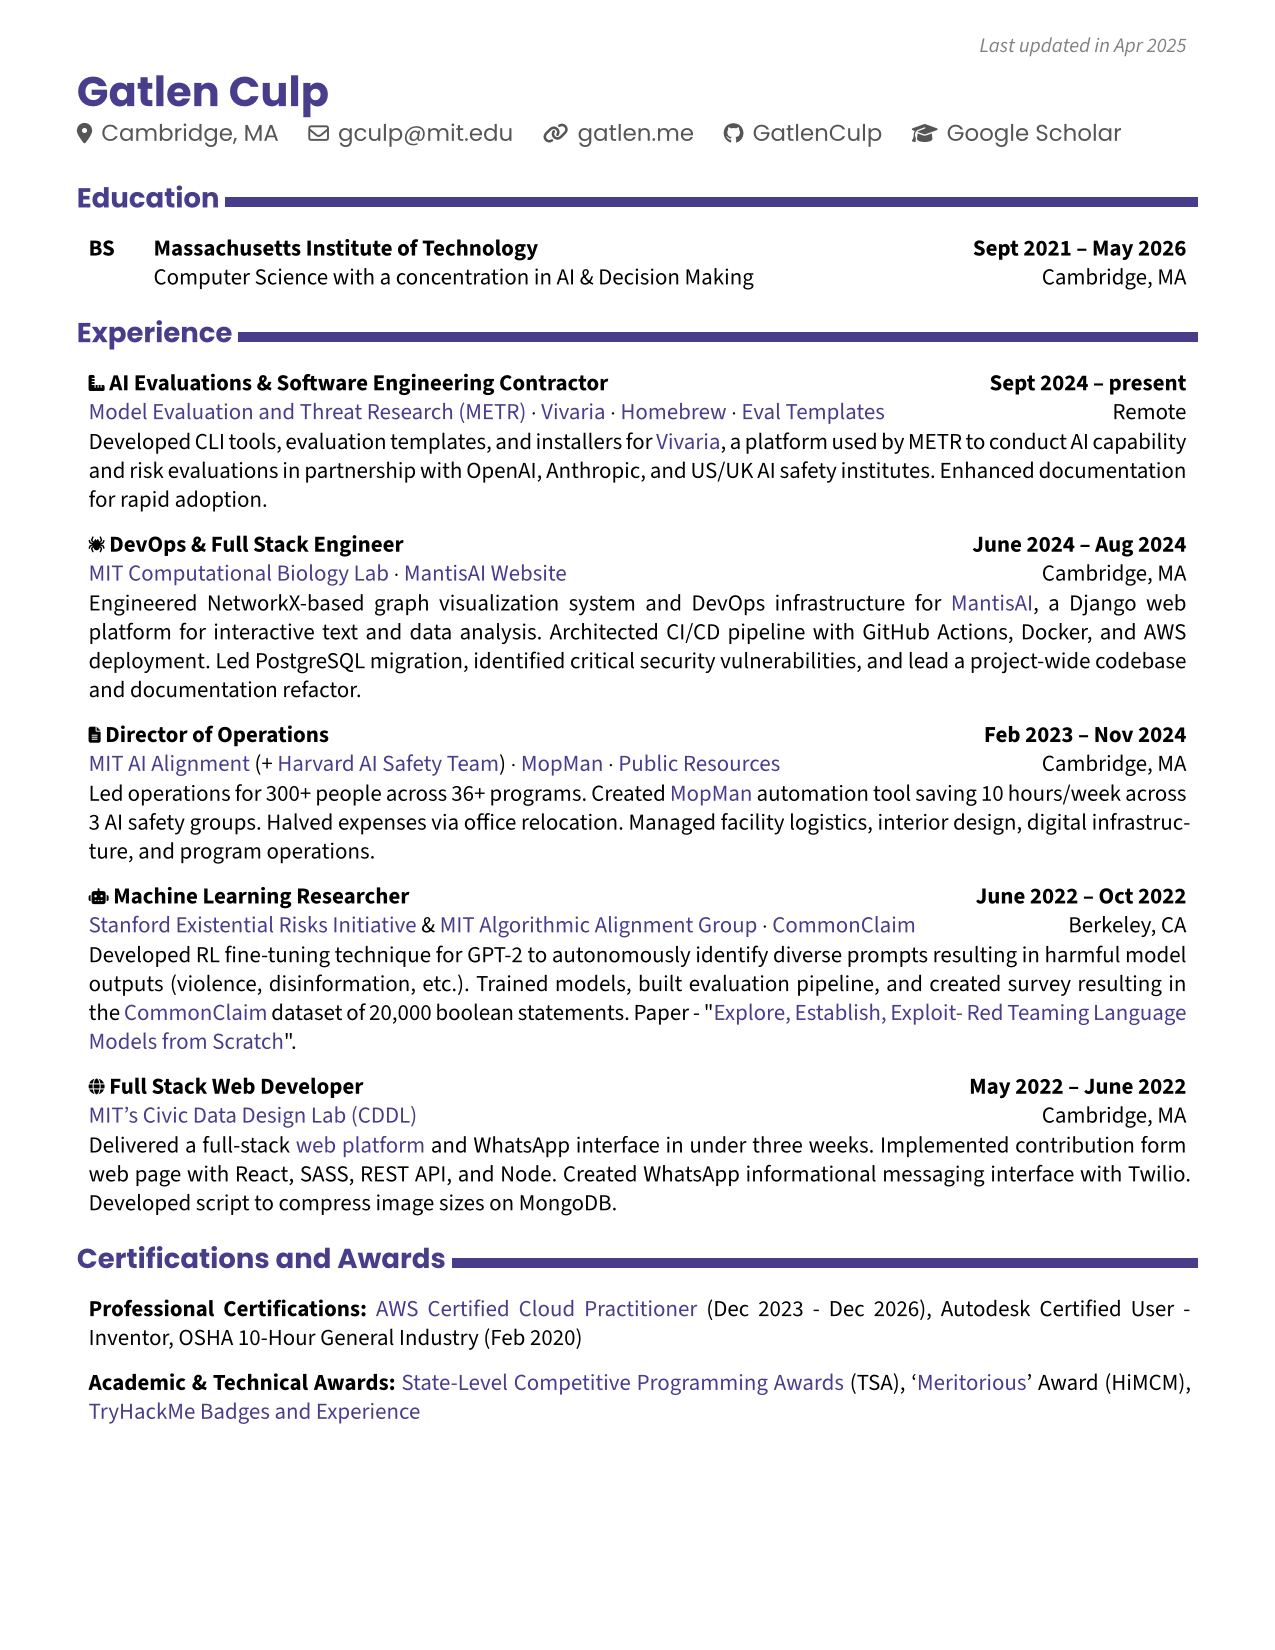 Last updated in Apr 2025
Gatlen Culp
Cambridge, MA gculp@mit.edu gatlen.me GatlenCulp Google Scholar
Education
BS Massachusetts Institute of Technology Sept 2021 – May 2026
Computer Science with a concentration in AI & Decision Making Cambridge, MA
Experience
AI Evaluations & Software Engineering Contractor Sept 2024 – present
Model Evaluation and Threat Research (METR) · Vivaria · Homebrew · Eval Templates Remote
Developed CLI tools, evaluation templates, and installers for Vivaria, a platform used by METR to conduct AI capability
and risk evaluations in partnership with OpenAI, Anthropic, and US/UK AI safety institutes. Enhanced documentation
for rapid adoption.
DevOps & Full Stack Engineer June 2024 – Aug 2024
MIT Computational Biology Lab · MantisAI Website Cambridge, MA
Engineered NetworkX-based graph visualization system and DevOps infrastructure for MantisAI, a Django web
platform for interactive text and data analysis. Architected CI/CD pipeline with GitHub Actions, Docker, and AWS
deployment. Led PostgreSQL migration, identified critical security vulnerabilities, and lead a project-wide codebase
and documentation refactor.
Director of Operations Feb 2023 – Nov 2024
MIT AI Alignment (+ Harvard AI Safety Team) · MopMan · Public Resources Cambridge, MA
Led operations for 300+ people across 36+ programs. Created MopMan automation tool saving 10 hours/week across
3 AI safety groups. Halved expenses via office relocation. Managed facility logistics, interior design, digital infrastruc-
ture, and program operations.
Machine Learning Researcher June 2022 – Oct 2022
Stanford Existential Risks Initiative & MIT Algorithmic Alignment Group · CommonClaim Berkeley, CA
Developed RL fine-tuning technique for GPT-2 to autonomously identify diverse prompts resulting in harmful model
outputs (violence, disinformation, etc.). Trained models, built evaluation pipeline, and created survey resulting in
the CommonClaim dataset of 20,000 boolean statements. Paper - "Explore, Establish, Exploit- Red Teaming Language
Models from Scratch".
Full Stack Web Developer May 2022 – June 2022
MIT’s Civic Data Design Lab (CDDL) Cambridge, MA
Delivered a full-stack web platform and WhatsApp interface in under three weeks. Implemented contribution form
web page with React, SASS, REST API, and Node. Created WhatsApp informational messaging interface with Twilio.
Developed script to compress image sizes on MongoDB.
Certifications and Awards
Professional Certifications: AWS Certified Cloud Practitioner (Dec 2023 - Dec 2026), Autodesk Certified User -
Inventor, OSHA 10-Hour General Industry (Feb 2020)
Academic & Technical Awards: State-Level Competitive Programming Awards (TSA), ‘Meritorious’ Award (HiMCM),
TryHackMe Badges and Experience